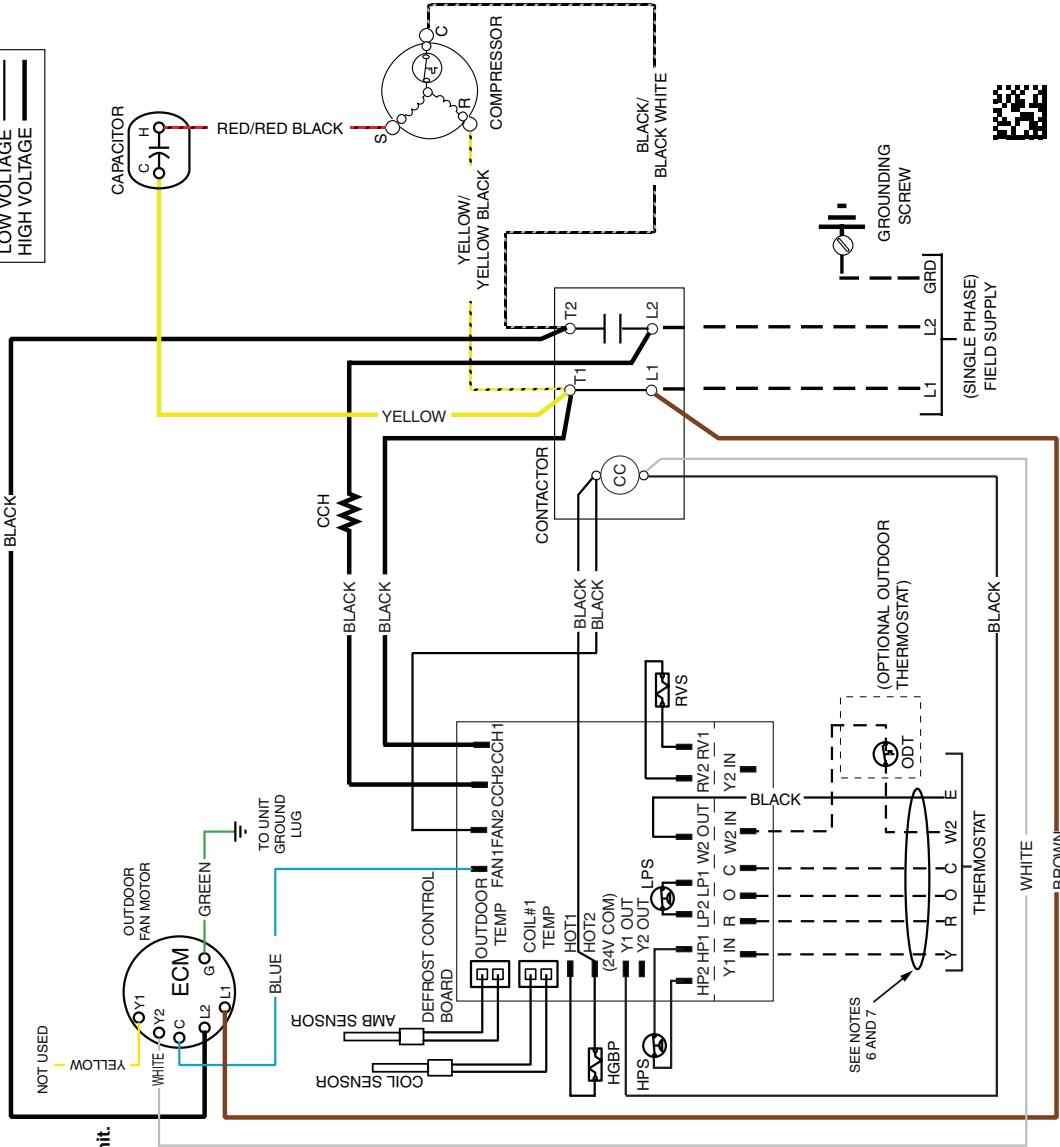 LOW VOLTAGE
HIGH VOLTAGE
CAPACITOR
C
H
RED/RED BLACK
S
R
C
COMPRESSOR
BLACK/
BLACK WHITE
YELLOW/
YELLOW BLACK
GROUNDING
SCREW
BLACK
YELLOW
T1
T2
L1
L2
L1
L2
GRD
(SINGLE PHASE)
FIELD SUPPLY
CONTACTOR
CC
CCH
BLACK
BLACK
BLACK
BLACK
RVS
(OPTIONAL OUTDOOR
THERMOSTAT)
ODT
BLACK
NOT USED
YELLOW
WHITE
OUTDOOR
FAN MOTOR
ECM
Y1
Y2
C
L2
L1
G
GREEN
TO UNIT
GROUND
LUG
BLUE
AMB SENSOR
COIL SENSOR
DEFROST CONTROL
BOARD
OUTDOOR
TEMP
FAN1
FAN2
CCH2
CCH1
COIL#1
TEMP
HOT1
HOT2
(24V COM)
Y1 OUT
Y2 OUT
HGBP
HPS
LPS
HP2
HP1
LP2
LP1
W2 OUT
RV2
RV1
Y1 IN
R
O
C
W2 IN
Y2 IN
BLACK
Y
R
O
C
W2
E
THERMOSTAT
SEE NOTES
6 AND 7
WHITE
BROWN
nit.